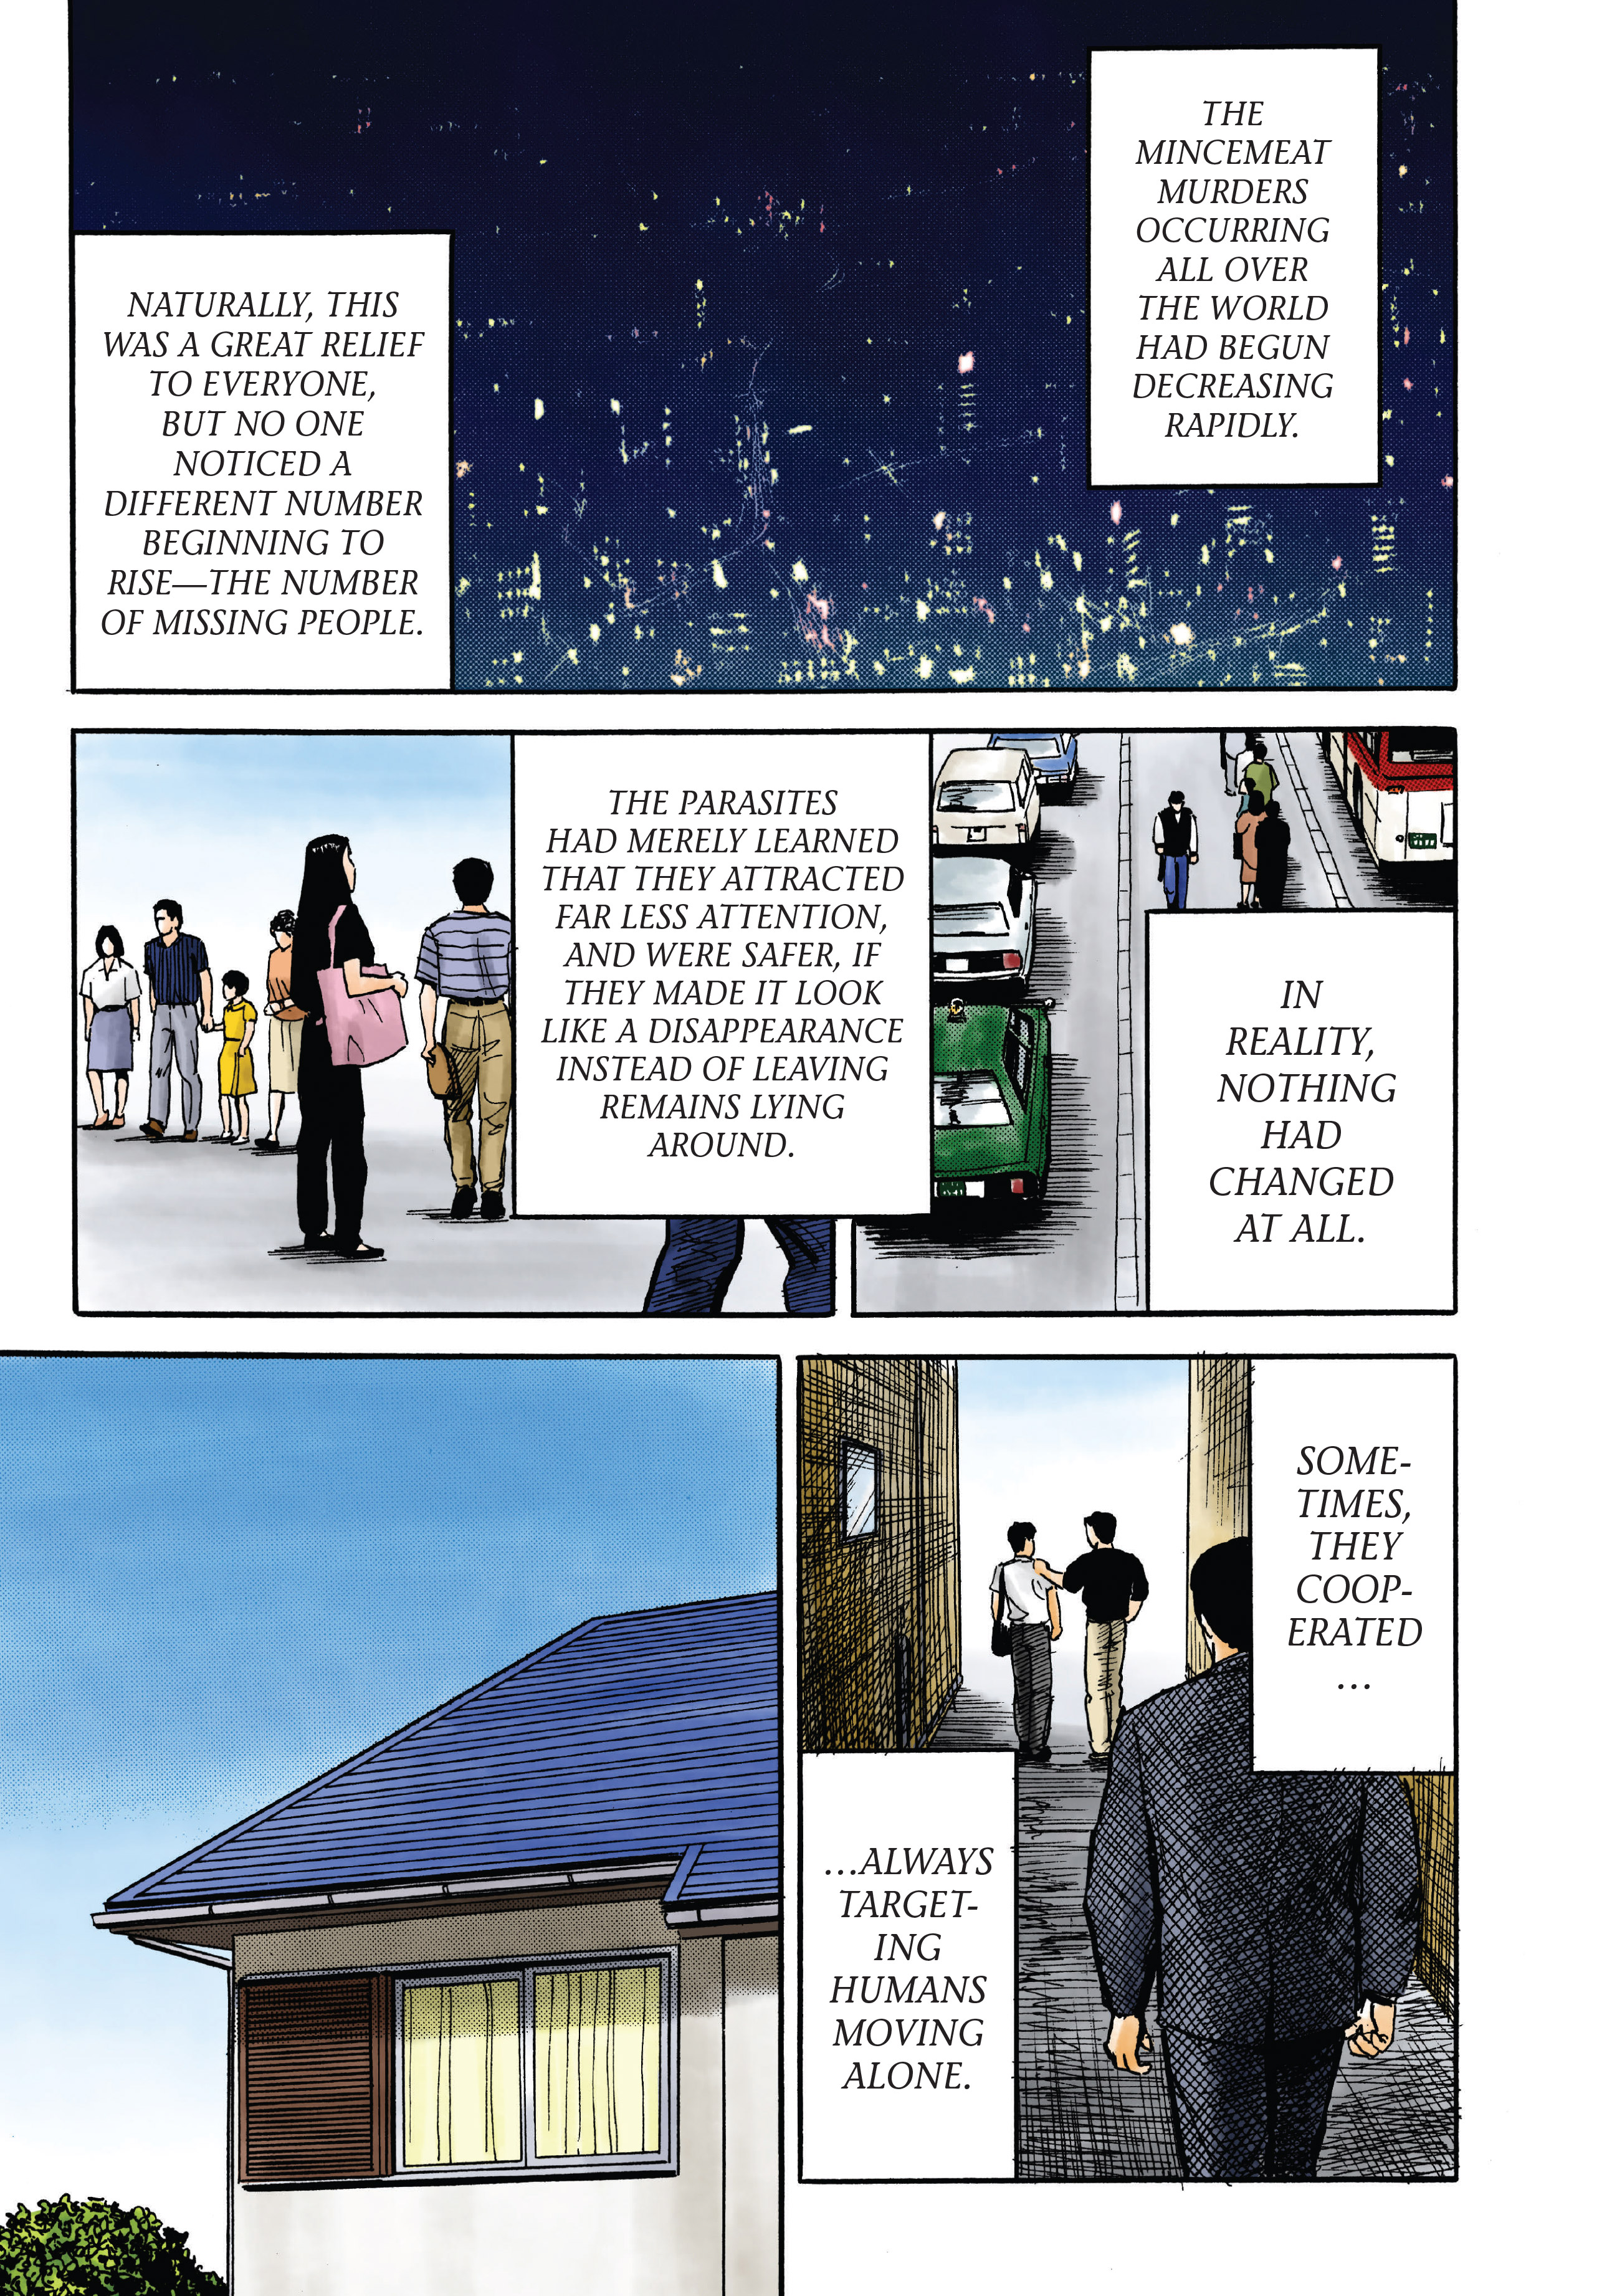 THE
MINCEMEAT
MURDERS
OCCURRING
ALL OVER
THE WORLD
HAD BEGUN
DECREASING
RAPIDLY.
NATURALLY, THIS
WAS A GREAT RELIEF
TO EVERYONE,
BUT NO ONE
NOTICED A
DIFFERENT NUMBER
BEGINNING TO
RISE—THE NUMBER
OF MISSING PEOPLE.
IN
REALITY,
NOTHING
HAD
CHANGED
AT ALL.
THE PARASITES
HAD MERELY LEARNED
THAT THEY ATTRACTED
FAR LESS ATTENTION,
AND WERE SAFER, IF
THEY MADE IT LOOK
LIKE A DISAPPEARANCE
INSTEAD OF LEAVING
REMAINS LYING
AROUND.
SOME-
TIMES,
THEY
COOP-
ERATED
...
...ALWAYS
TARGET-
ING
HUMANS
MOVING
ALONE.